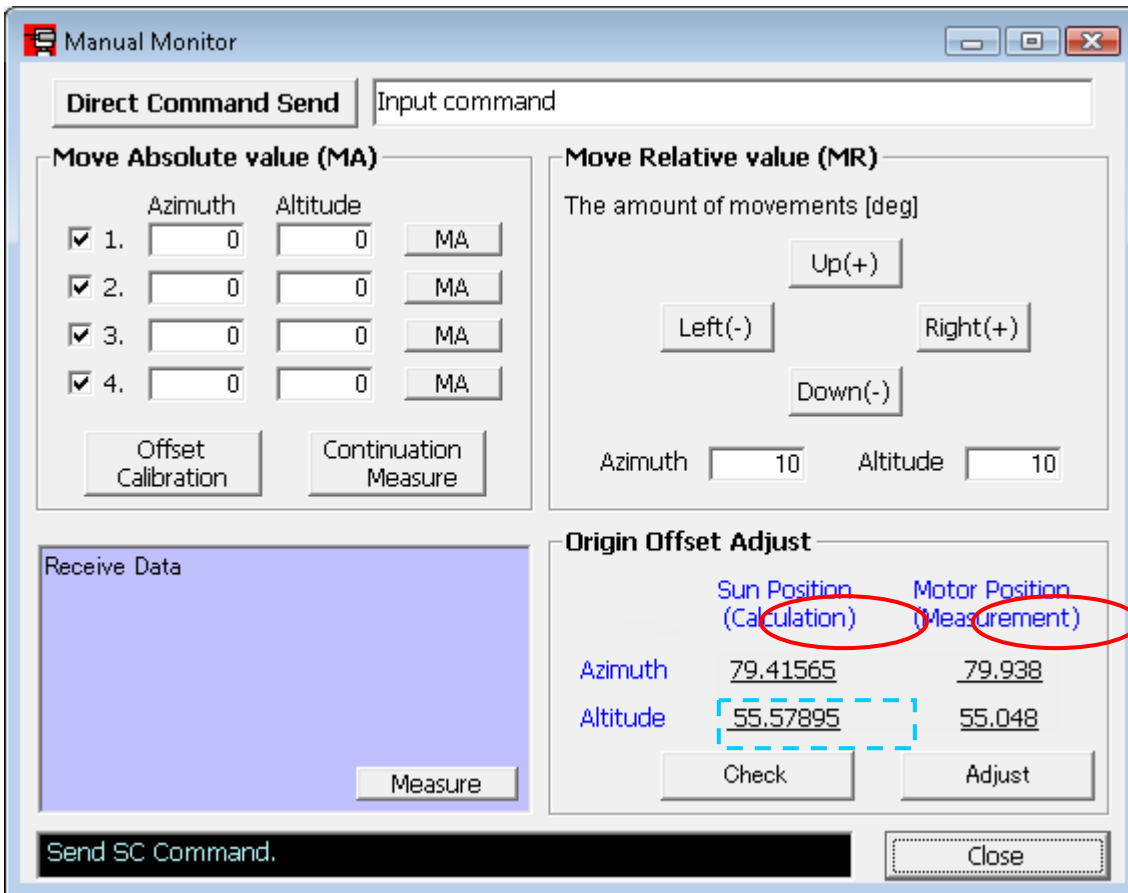 Manual Monitor
Direct Command Send Input command
Move Absolute value (MA)
Azimuth Altitude
1. 0 0 MA
2. 0 0 MA
3. 0 0 MA
4. 0 0 MA
Offset
Calibration
Continuation
Measure
Move Relative value (MR)
The amount of movements [deg]
Up(+)
Left(-) Right(+)
Down(-)
Azimuth 10 Altitude 10
Receive Data
Measure
Origin Offset Adjust
Sun Position
(Calculation)
Motor Position
(Measurement)
Azimuth 79.41565 79.938
Altitude 55.57895 55.048
Check Adjust
Send SC Command.
Close